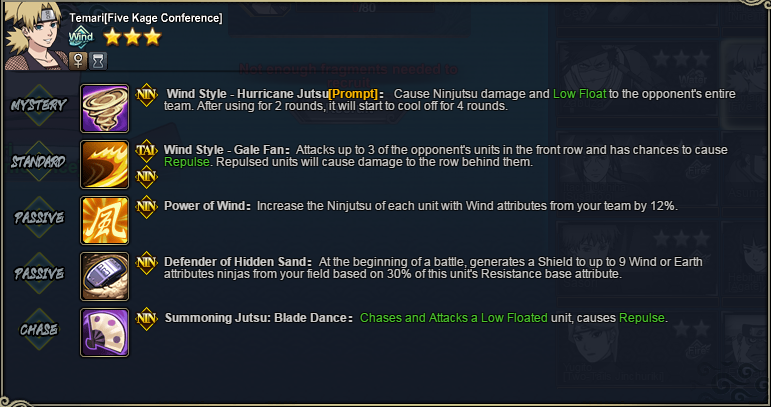 Temari[Five Kage Conference]
Wind
/80
MYSTERY
NIN Wind Style - Hurricane Jutsu[Prompt]: Cause Ninjutsu damage and Low Float to the opponent's entire
team. After using for 2 rounds, it will start to cool off for 4 rounds.
STANDARD
TAI Wind Style - Gale Fan: Attacks up to 3 of the opponent's units in the front row and has chances to cause
NIN Repulse. Repulsed units will cause damage to the row behind them.
PASSIVE
風
NIN Power of Wind: Increase the Ninjutsu of each unit with Wind attributes from your team by 12%.
PASSIVE
NIN Defender of Hidden Sand: At the beginning of a battle, generates a Shield to up to 9 Wind or Earth
attributes ninjas from your field based on 30% of this unit's Resistance base attribute.
CHASE
NIN Summoning Jutsu: Blade Dance: Chases and Attacks a Low Floated unit, causes Repulse.